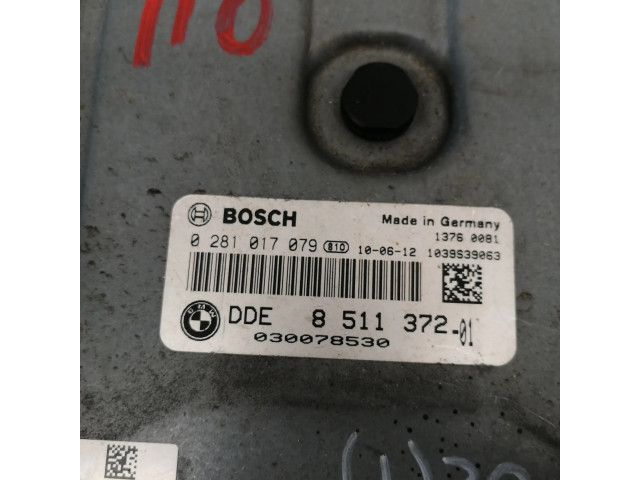 110
BOSCH
Made in Germany
1376 0081
0 281 017 079 810 10-06-12 1039S39063
BMW DDE 8 511 372-01
030078530